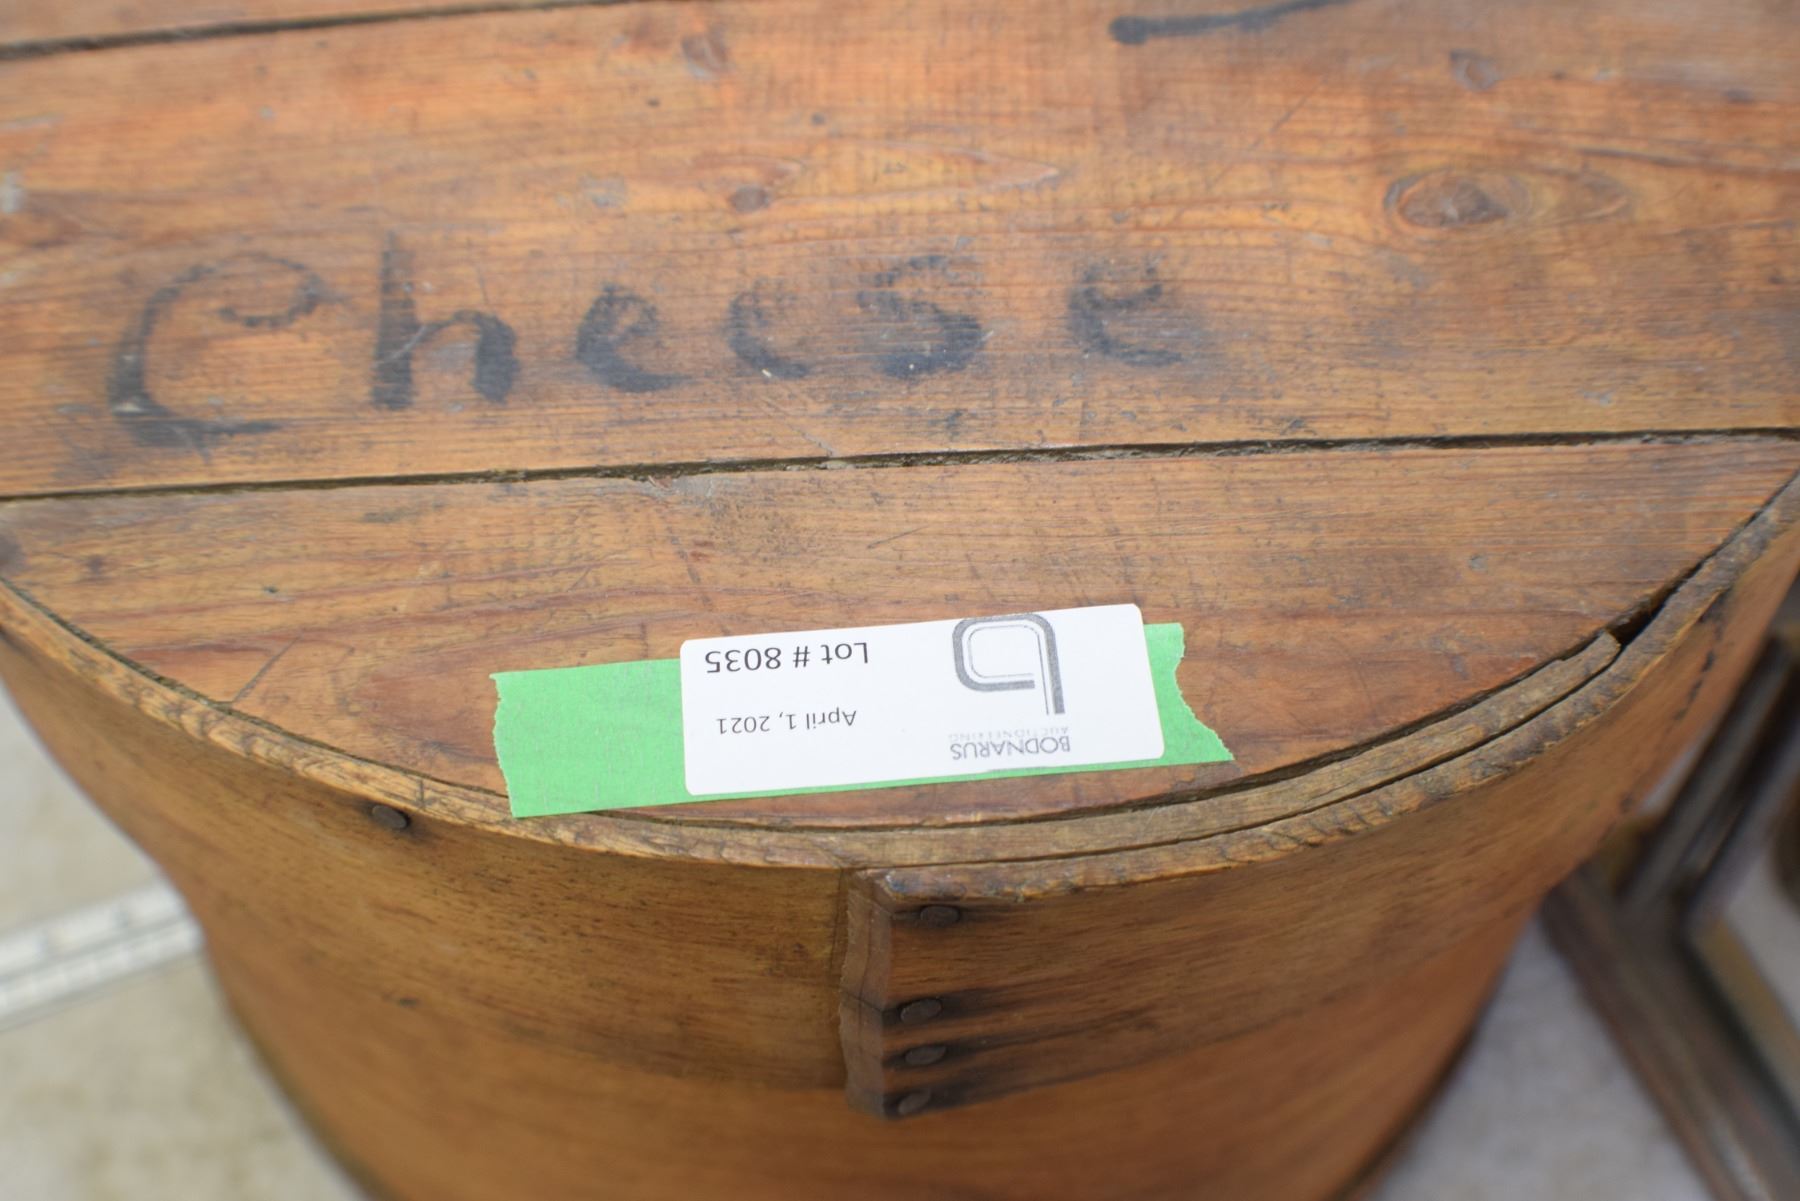 Cheese
BODNARUS
AUCTIONEERING
April 1, 2021
Lot # 8035